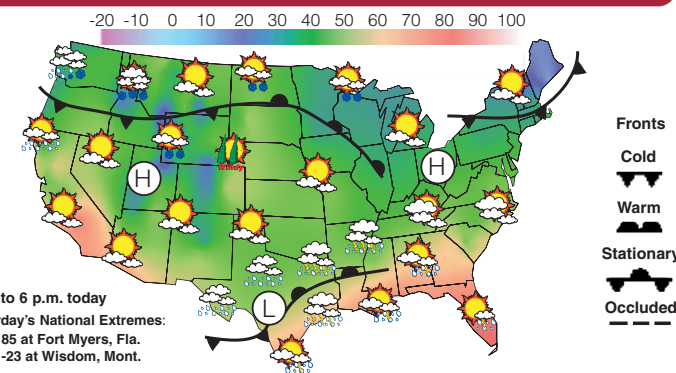 -20 -10 0 10 20 30 40 50 60 70 80 90 100
Fronts
Cold
Warm
Stationary
Occluded
Windy
H
H
L
to 6 p.m. today
rday's National Extremes:
85 at Fort Myers, Fla.
-23 at Wisdom, Mont.